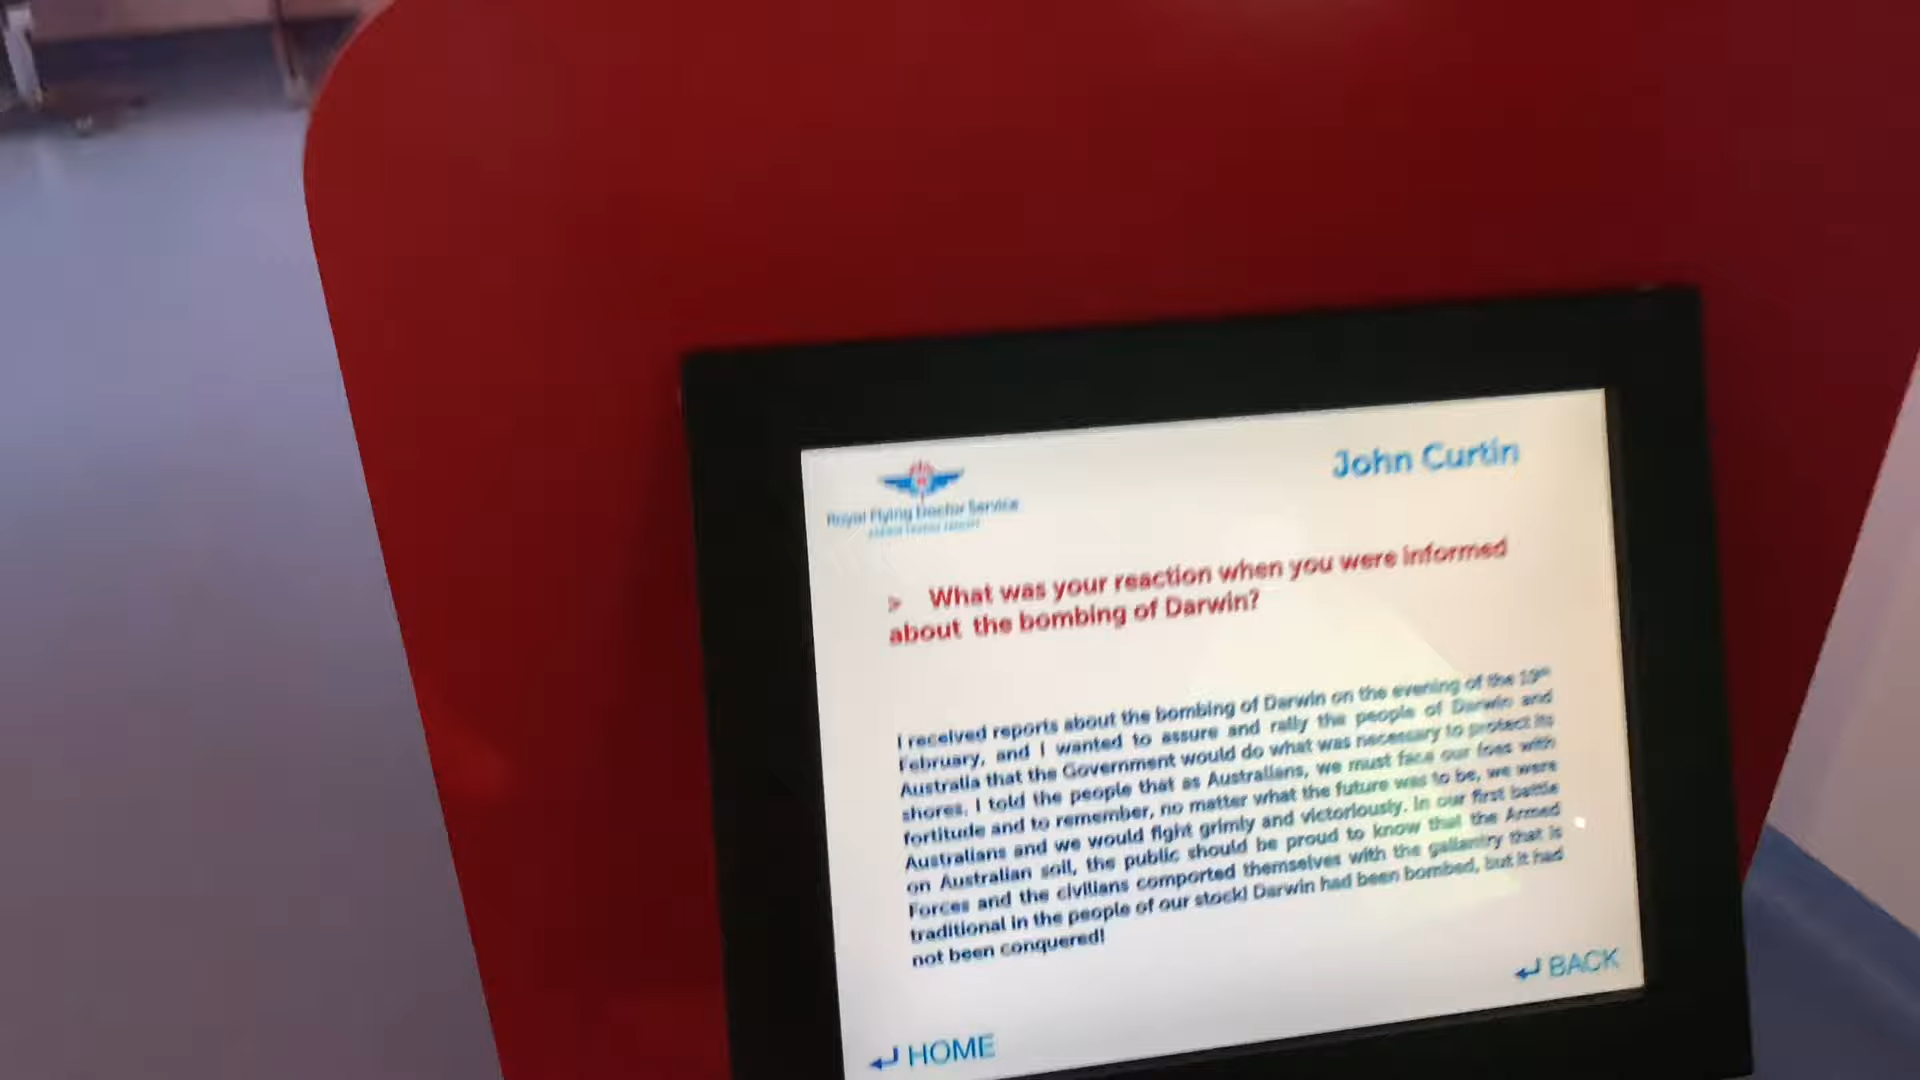 John Curtin
Royal Flying Doctor Service
> What was your reaction when you were informed
about the bombing of Darwin?
I received reports about the bombing of Darwin on the evening of the 19th
February, and I wanted to assure and rally the people of Darwin and
Australia that the Government would do what was necessary to protect its
shores. I told the people that as Australians, we must face our foes with
fortitude and to remember, no matter what the future was to be, we were
Australians and we would fight grimly and victoriously. In our first battle
on Australian soil, the public should be proud to know that the Armed
Forces and the civilians comported themselves with the gallantry that is
traditional in the people of our stock! Darwin had been bombed, but it had
not been conquered!
BACK
HOME